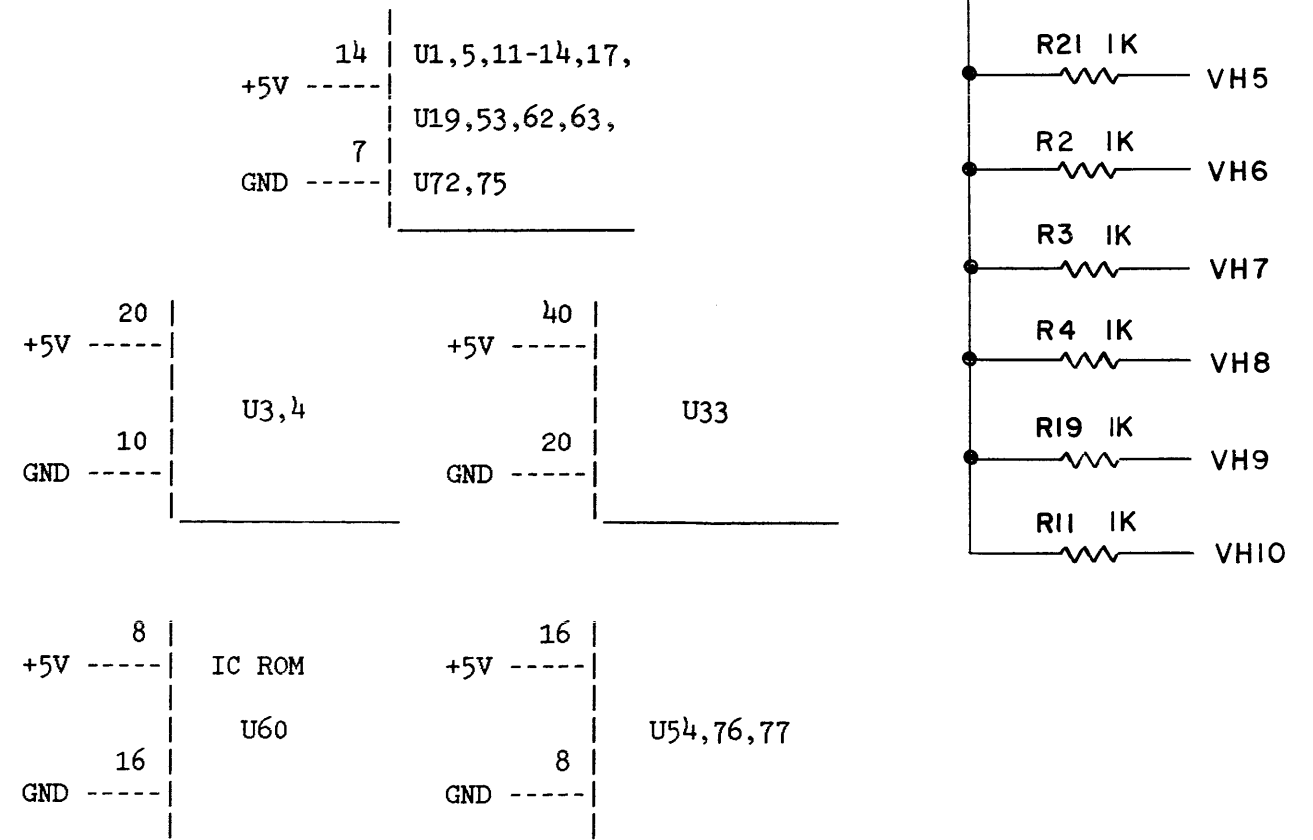 14 U1,5,11-14,17,
+5V -----
U19,53,62,63,
7
GND ----- U72,75
20
+5V -----
U3,4
10
GND -----
40
+5V -----
U33
20
GND -----
8
+5V ----- IC ROM
U60
16
GND -----
16
+5V -----
U54,76,77
8
GND -----
R21 1K
VH5
R2 1K
VH6
R3 1K
VH7
R4 1K
VH8
R19 1K
VH9
R11 1K
VH10